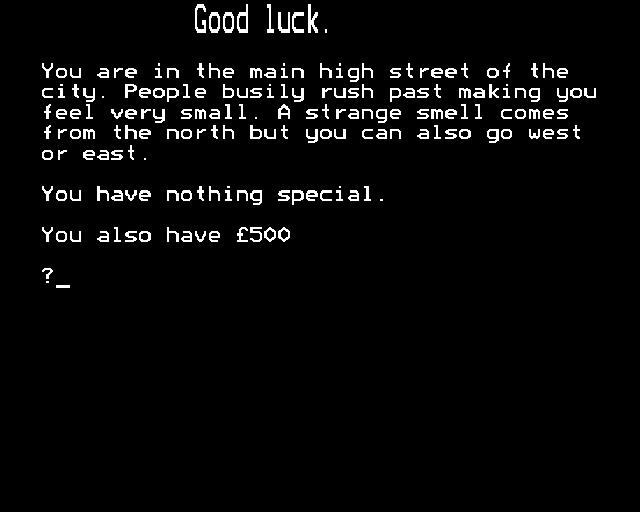 Good luck.
You are in the main high street of the
city. People busily rush past making you
feel very small. A strange smell comes
from the north but you can also go west
or east.
You have nothing special.
You also have £500
?_